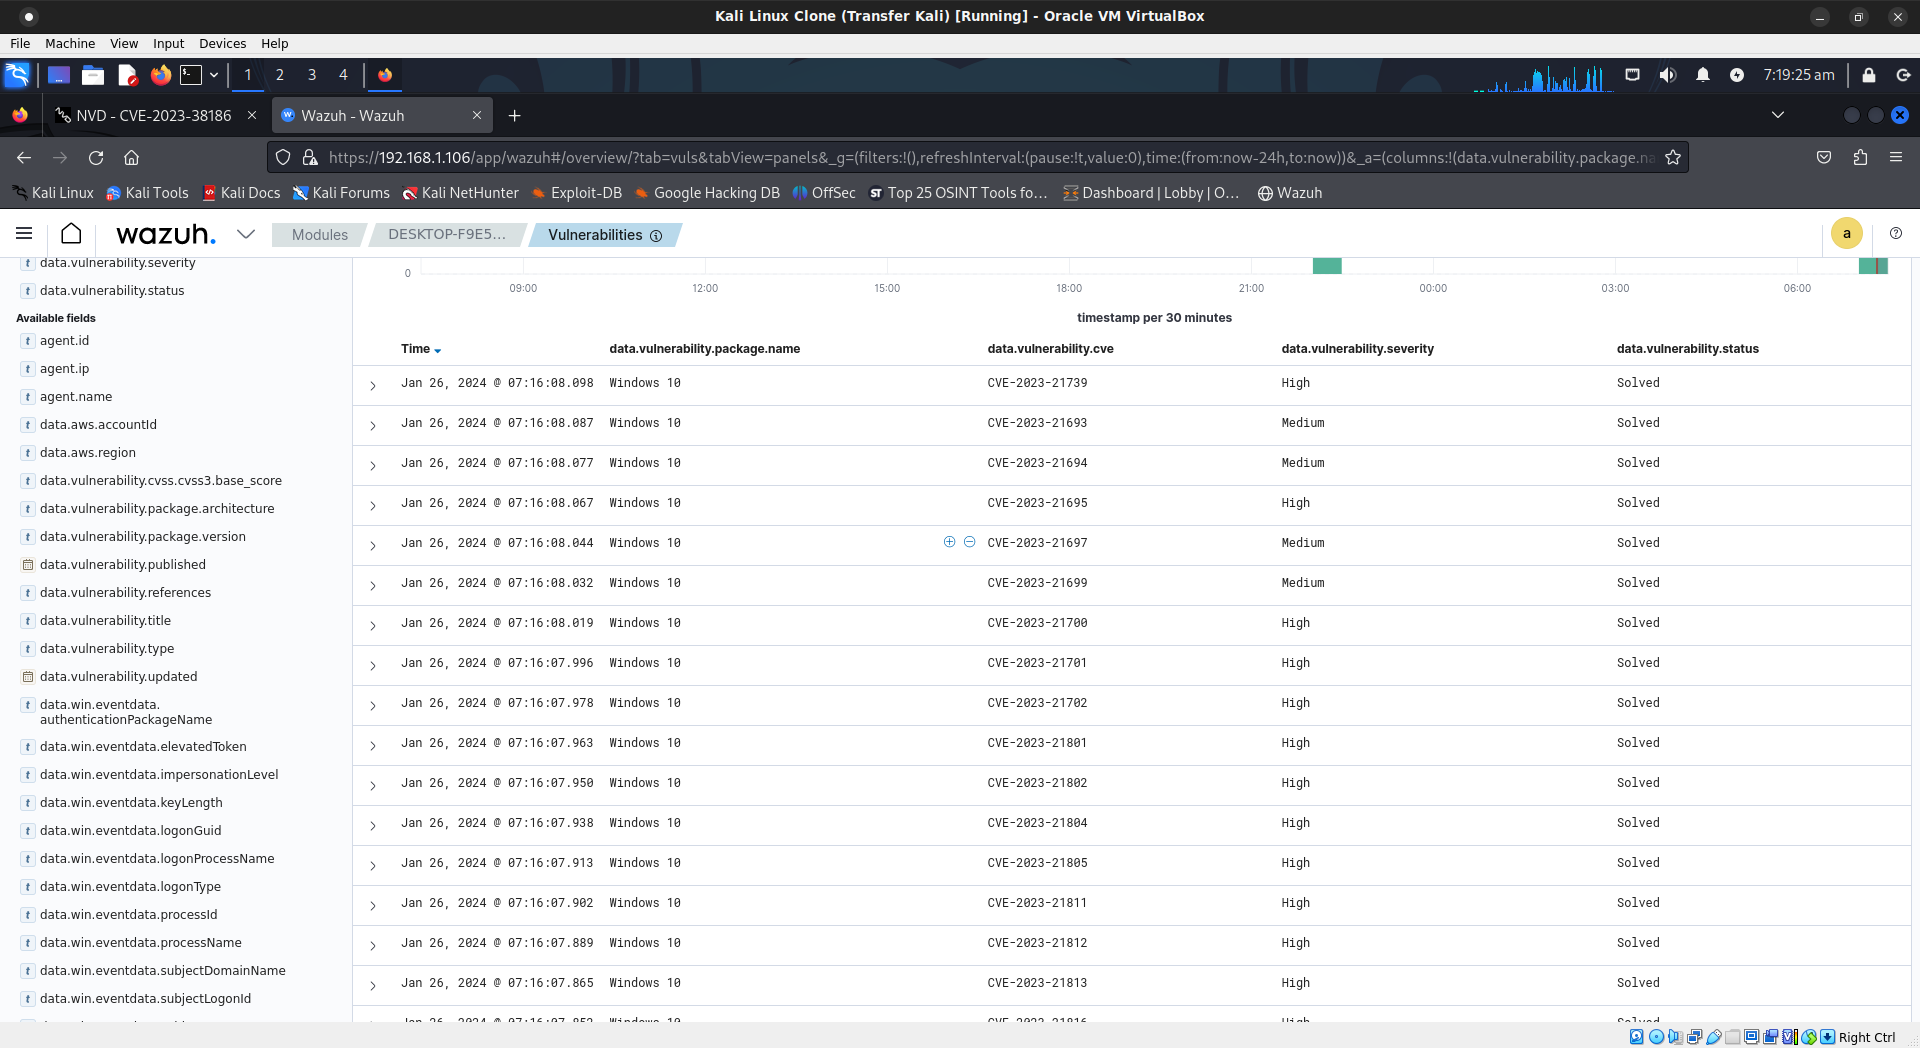 Kali Linux Clone (Transfer Kali) [Running] - Oracle VM VirtualBox
File Machine View Input Devices Help
1 2 3 4 7:19:25 am
NVD - CVE-2023-38186 Wazuh - Wazuh
https://192.168.1.106/app/wazuh#/overview/?tab=vuls&tabView=panels&_g=(filters:!(),refreshInterval:(pause:!t,value:0),time:(from:now-24h,to:now))&_a=(columns:!(data.vulnerability.package.na
Kali Linux Kali Tools Kali Docs Kali Forums Kali NetHunter Exploit-DB Google Hacking DB OffSec Top 25 OSINT Tools fo… Dashboard | Lobby | O… Wazuh
wazuh. Modules DESKTOP-F9E5... Vulnerabilities a
data.vulnerability.severity
data.vulnerability.status
Available fields
agent.id
agent.ip
agent.name
data.aws.accountId
data.aws.region
data.vulnerability.cvss.cvss3.base_score
data.vulnerability.package.architecture
data.vulnerability.package.version
data.vulnerability.published
data.vulnerability.references
data.vulnerability.title
data.vulnerability.type
data.vulnerability.updated
data.win.eventdata.
authenticationPackageName
data.win.eventdata.elevatedToken
data.win.eventdata.impersonationLevel
data.win.eventdata.keyLength
data.win.eventdata.logonGuid
data.win.eventdata.logonProcessName
data.win.eventdata.logonType
data.win.eventdata.processId
data.win.eventdata.processName
data.win.eventdata.subjectDomainName
data.win.eventdata.subjectLogonId
0
09:00 12:00 15:00 18:00 21:00 00:00 03:00 06:00
timestamp per 30 minutes
Time data.vulnerability.package.name data.vulnerability.cve data.vulnerability.severity data.vulnerability.status
Jan 26, 2024 @ 07:16:08.098 Windows 10 CVE-2023-21739 High Solved
Jan 26, 2024 @ 07:16:08.087 Windows 10 CVE-2023-21693 Medium Solved
Jan 26, 2024 @ 07:16:08.077 Windows 10 CVE-2023-21694 Medium Solved
Jan 26, 2024 @ 07:16:08.067 Windows 10 CVE-2023-21695 High Solved
Jan 26, 2024 @ 07:16:08.044 Windows 10 CVE-2023-21697 Medium Solved
Jan 26, 2024 @ 07:16:08.032 Windows 10 CVE-2023-21699 Medium Solved
Jan 26, 2024 @ 07:16:08.019 Windows 10 CVE-2023-21700 High Solved
Jan 26, 2024 @ 07:16:07.996 Windows 10 CVE-2023-21701 High Solved
Jan 26, 2024 @ 07:16:07.978 Windows 10 CVE-2023-21702 High Solved
Jan 26, 2024 @ 07:16:07.963 Windows 10 CVE-2023-21801 High Solved
Jan 26, 2024 @ 07:16:07.950 Windows 10 CVE-2023-21802 High Solved
Jan 26, 2024 @ 07:16:07.938 Windows 10 CVE-2023-21804 High Solved
Jan 26, 2024 @ 07:16:07.913 Windows 10 CVE-2023-21805 High Solved
Jan 26, 2024 @ 07:16:07.902 Windows 10 CVE-2023-21811 High Solved
Jan 26, 2024 @ 07:16:07.889 Windows 10 CVE-2023-21812 High Solved
Jan 26, 2024 @ 07:16:07.865 Windows 10 CVE-2023-21813 High Solved
Right Ctrl